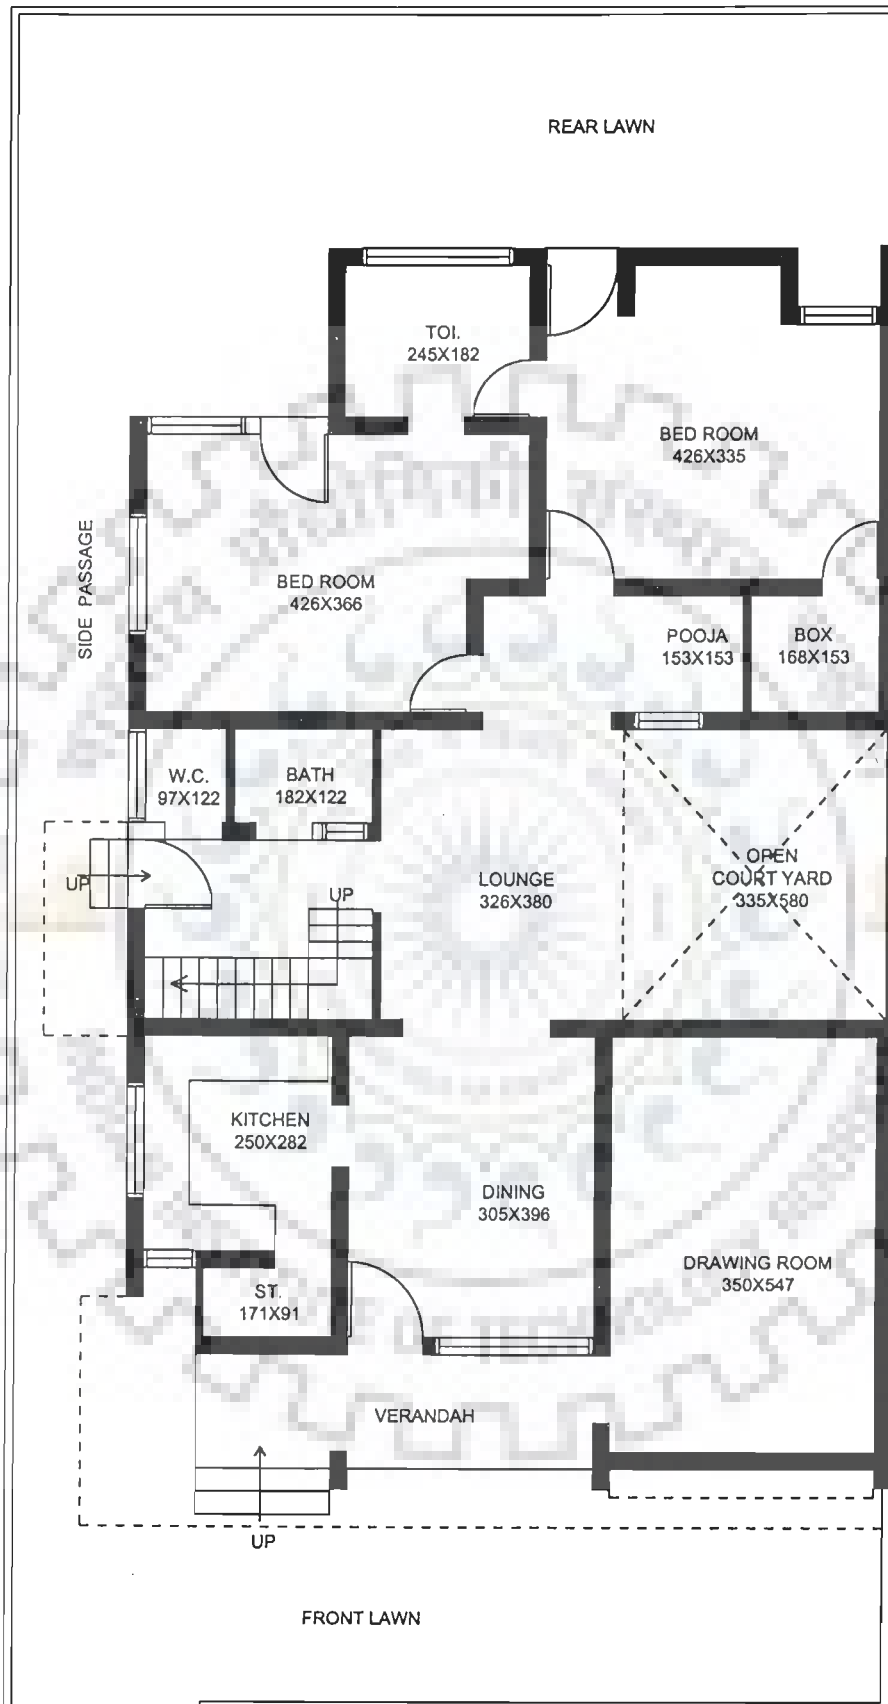 REAR LAWN
TOI.
245X182
BED ROOM
426X335
SIDE PASSAGE
BED ROOM
426X366
POOJA
153X153
BOX
168X153
W.C.
97X122
BATH
182X122
UP
UP
LOUNGE
326X380
OPEN
COURT YARD
335X580
KITCHEN
250X282
DINING
305X396
DRAWING ROOM
350X547
ST.
171X91
VERANDAH
UP
FRONT LAWN